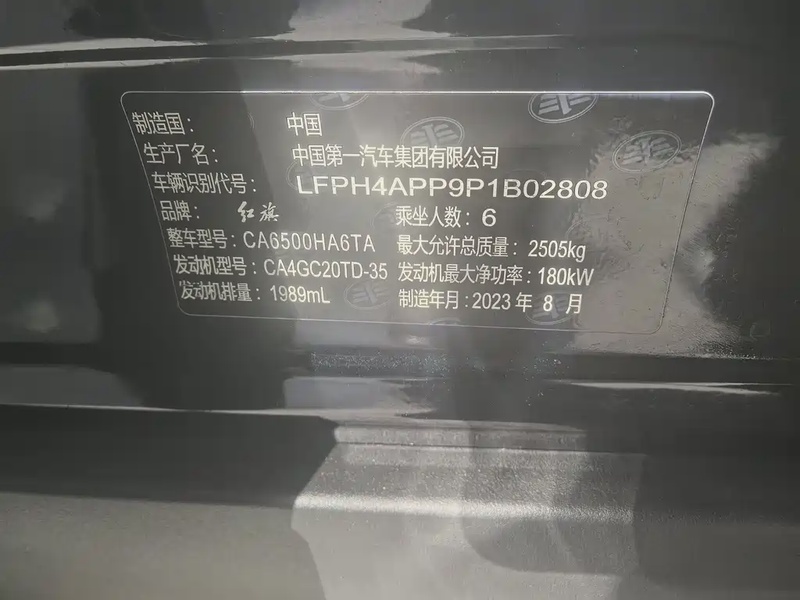 制造国： 中国
生产厂名： 中国第一汽车集团有限公司
车辆识别代号： LFPH4APP9P1B02808
品牌： 红旗 乘坐人数：6
整车型号：CA6500HA6TA 最大允许总质量：2505kg
发动机型号：CA4GC20TD-35 发动机最大净功率：180kW
发动机排量：1989mL 制造年月：2023 年 8 月